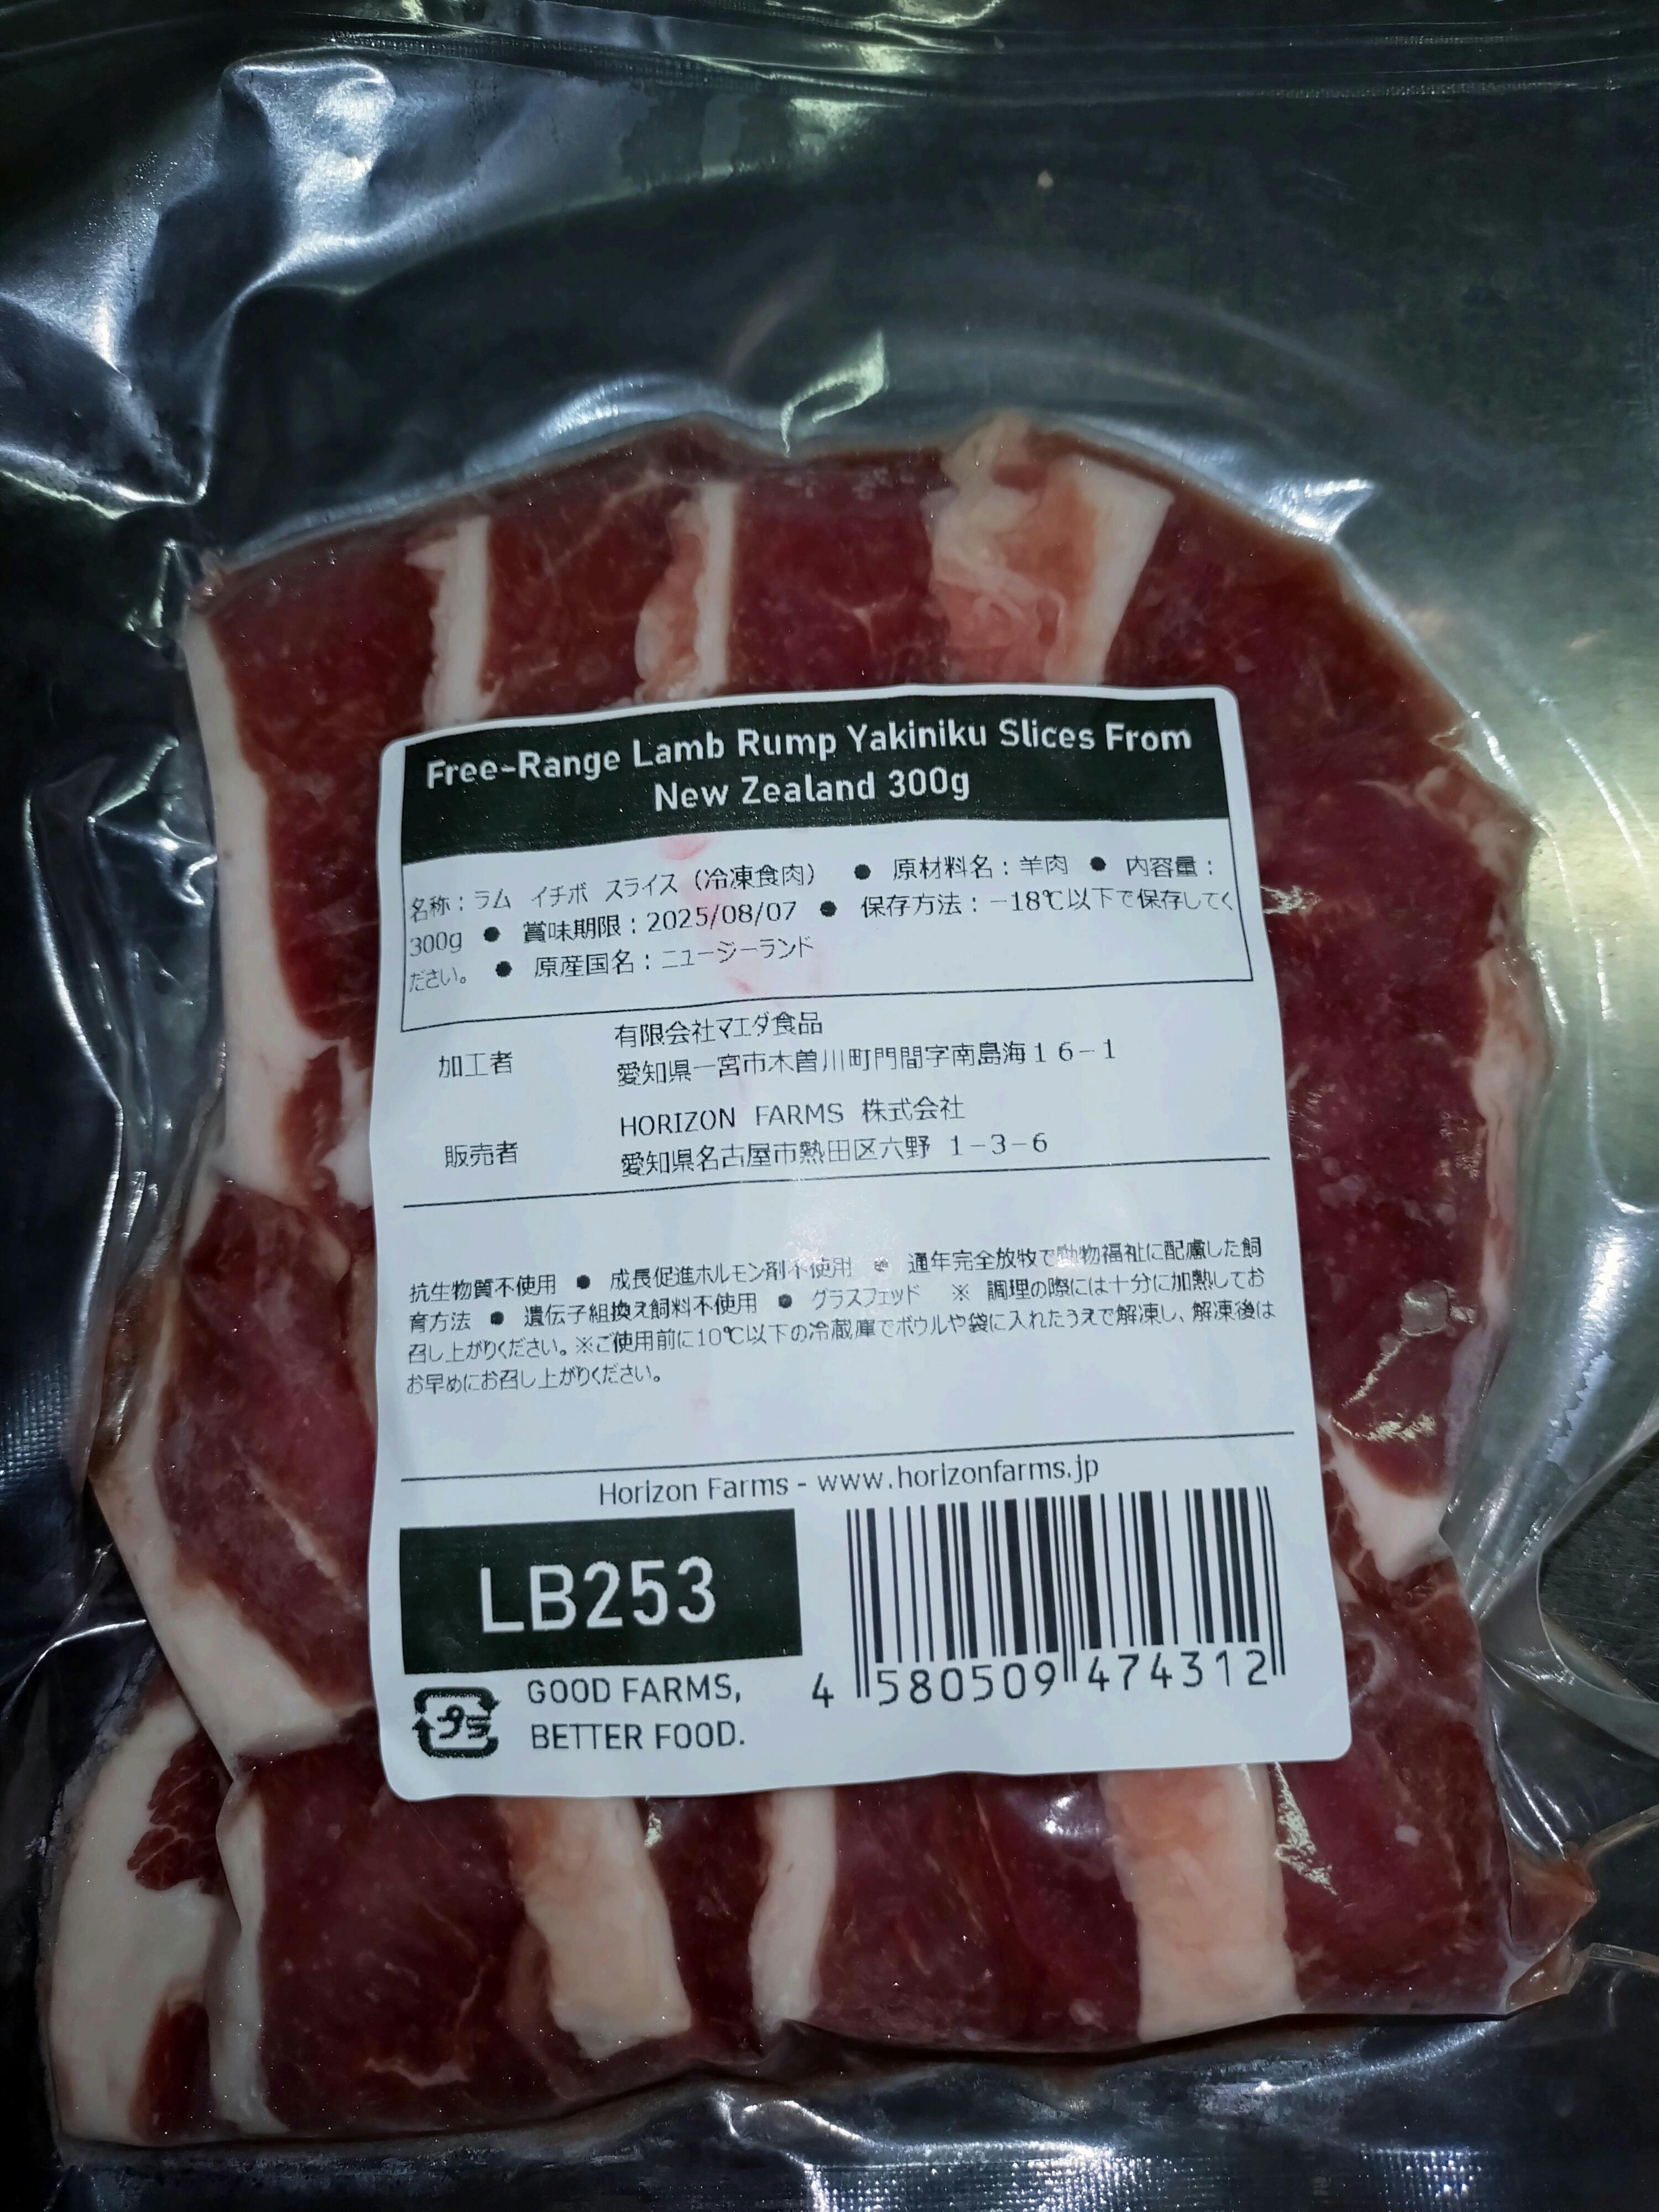 Free-Range Lamb Rump Yakiniku Slices From
New Zealand 300g
名称：ラム イチボ スライス（冷凍食肉） ● 原材料名：羊肉 ● 内容量：
300g ● 賞味期限：2025/08/07 ● 保存方法：－18℃以下で保存してく
ださい。 ● 原産国名：ニュージーランド
加工者
有限会社マエダ食品
愛知県一宮市木曽川町門間字南島海１６－１
販売者
HORIZON FARMS 株式会社
愛知県名古屋市熱田区六野 １－３－６
抗生物質不使用 ● 成長促進ホルモン剤不使用 ● 通年完全放牧で動物福祉に配慮した飼
育方法 ● 遺伝子組換え飼料不使用 ● グラスフェッド ※ 調理の際には十分に加熱してお
召し上がりください。※ご使用前に10℃以下の冷蔵庫でボウルや袋に入れたうえで解凍し、解凍後は
お早めにお召し上がりください。
Horizon Farms - www.horizonfarms.jp
LB253
プラ
GOOD FARMS,
BETTER FOOD.
4 580509 474312